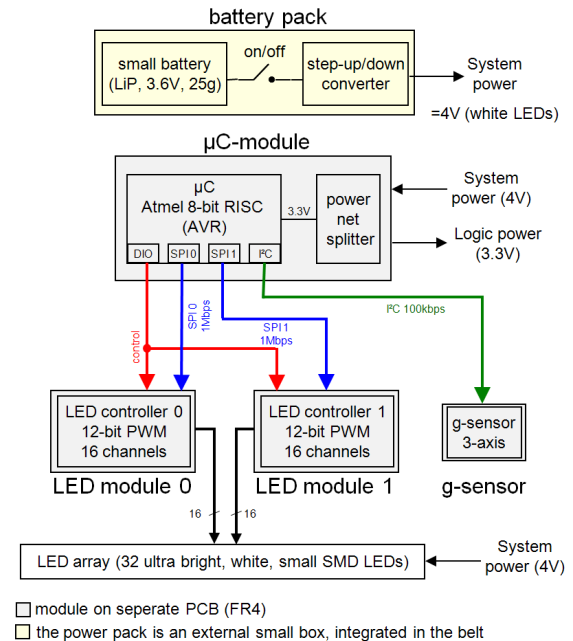 battery pack
small battery
(LiP, 3.6V, 25g)
on/off
step-up/down
converter
System
power
=4V (white LEDs)
µC-module
µC
Atmel 8-bit RISC
(AVR)
3.3V
power
net
splitter
System
power (4V)
Logic power
(3.3V)
DIO
SPI0
SPI1
I²C
control
SPI 0
1Mbps
SPI 1
1Mbps
I²C 100kbps
LED controller 0
12-bit PWM
16 channels
LED controller 1
12-bit PWM
16 channels
g-sensor
3-axis
LED module 0
LED module 1
g-sensor
16
16
LED array (32 ultra bright, white, small SMD LEDs)
System
power (4V)
module on seperate PCB (FR4)
the power pack is an external small box, integrated in the belt